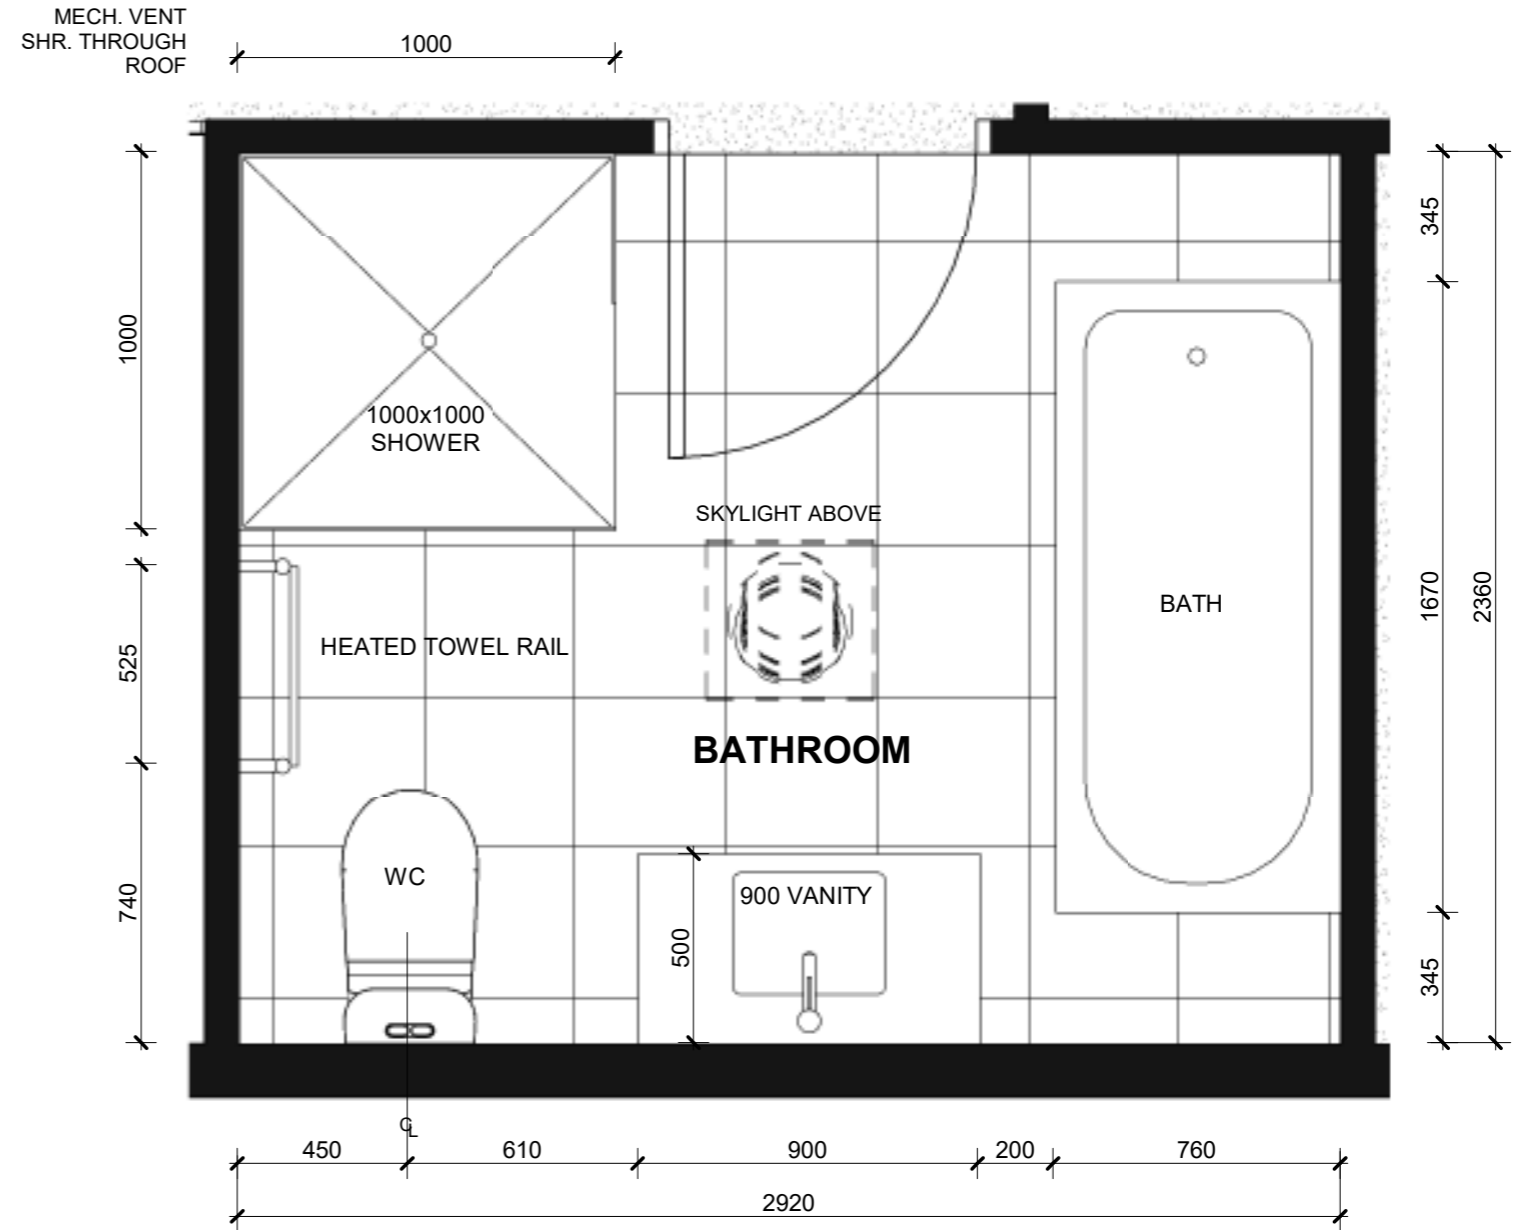 MECH. VENT
SHR. THROUGH
ROOF
1000
345
1000
1000x1000
SHOWER
SKYLIGHT ABOVE
BATH
1670
2360
HEATED TOWEL RAIL
525
BATHROOM
WC
900 VANITY
740
500
345
CL
450
610
900
200
760
2920